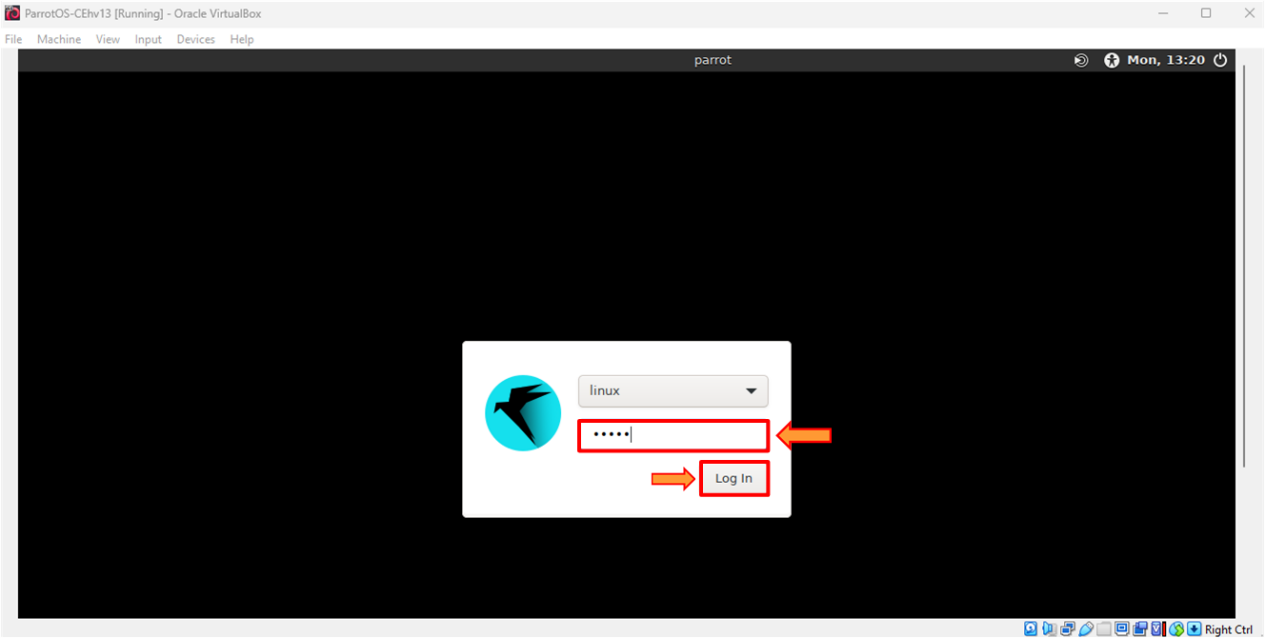 ParrotOS-CEhv13 [Running] - Oracle VirtualBox
File Machine View Input Devices Help
parrot
Mon, 13:20
linux
•••••
Log In
Right Ctrl